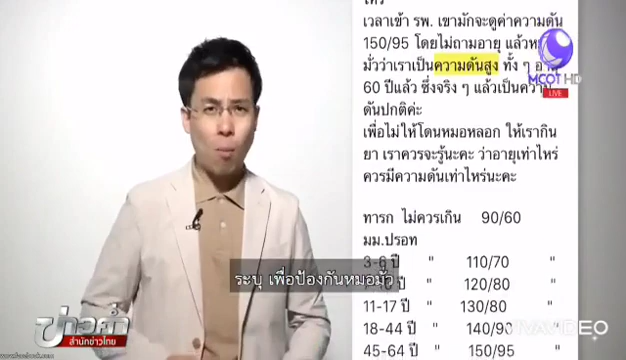 เวลาเข้า รพ. เขามักจะดูค่าความดัน
150/95 โดยไม่ถามอายุ แล้วห
มั่วว่าเราเป็นความดันสูง ทั้ง ๆ อายุ
60 ปีแล้ว ซึ่งจริง ๆ แล้วเป็นความ
ดันปกติค่ะ
เพื่อไม่ให้โดนหมอหลอก ให้เรากิน
ยา เราควรจะรู้นะคะ ว่าอายุเท่าไหร่
ควรมีความดันเท่าไหร่นะคะ
ทารก ไม่ควรเกิน 90/60
มม.ปรอท
3-6 ปี " 110/70 "
ปี " 120/80 "
11-17 ปี " 130/80 "
18-44 ปี " 140/90 "
45-64 ปี " 150/95 "
MCOT HD
LIVE
ระบุ เพื่อป้องกันหมอมั่ว
ข่าวค่ำ
สำนักข่าวไทย
VIVAVIDEO